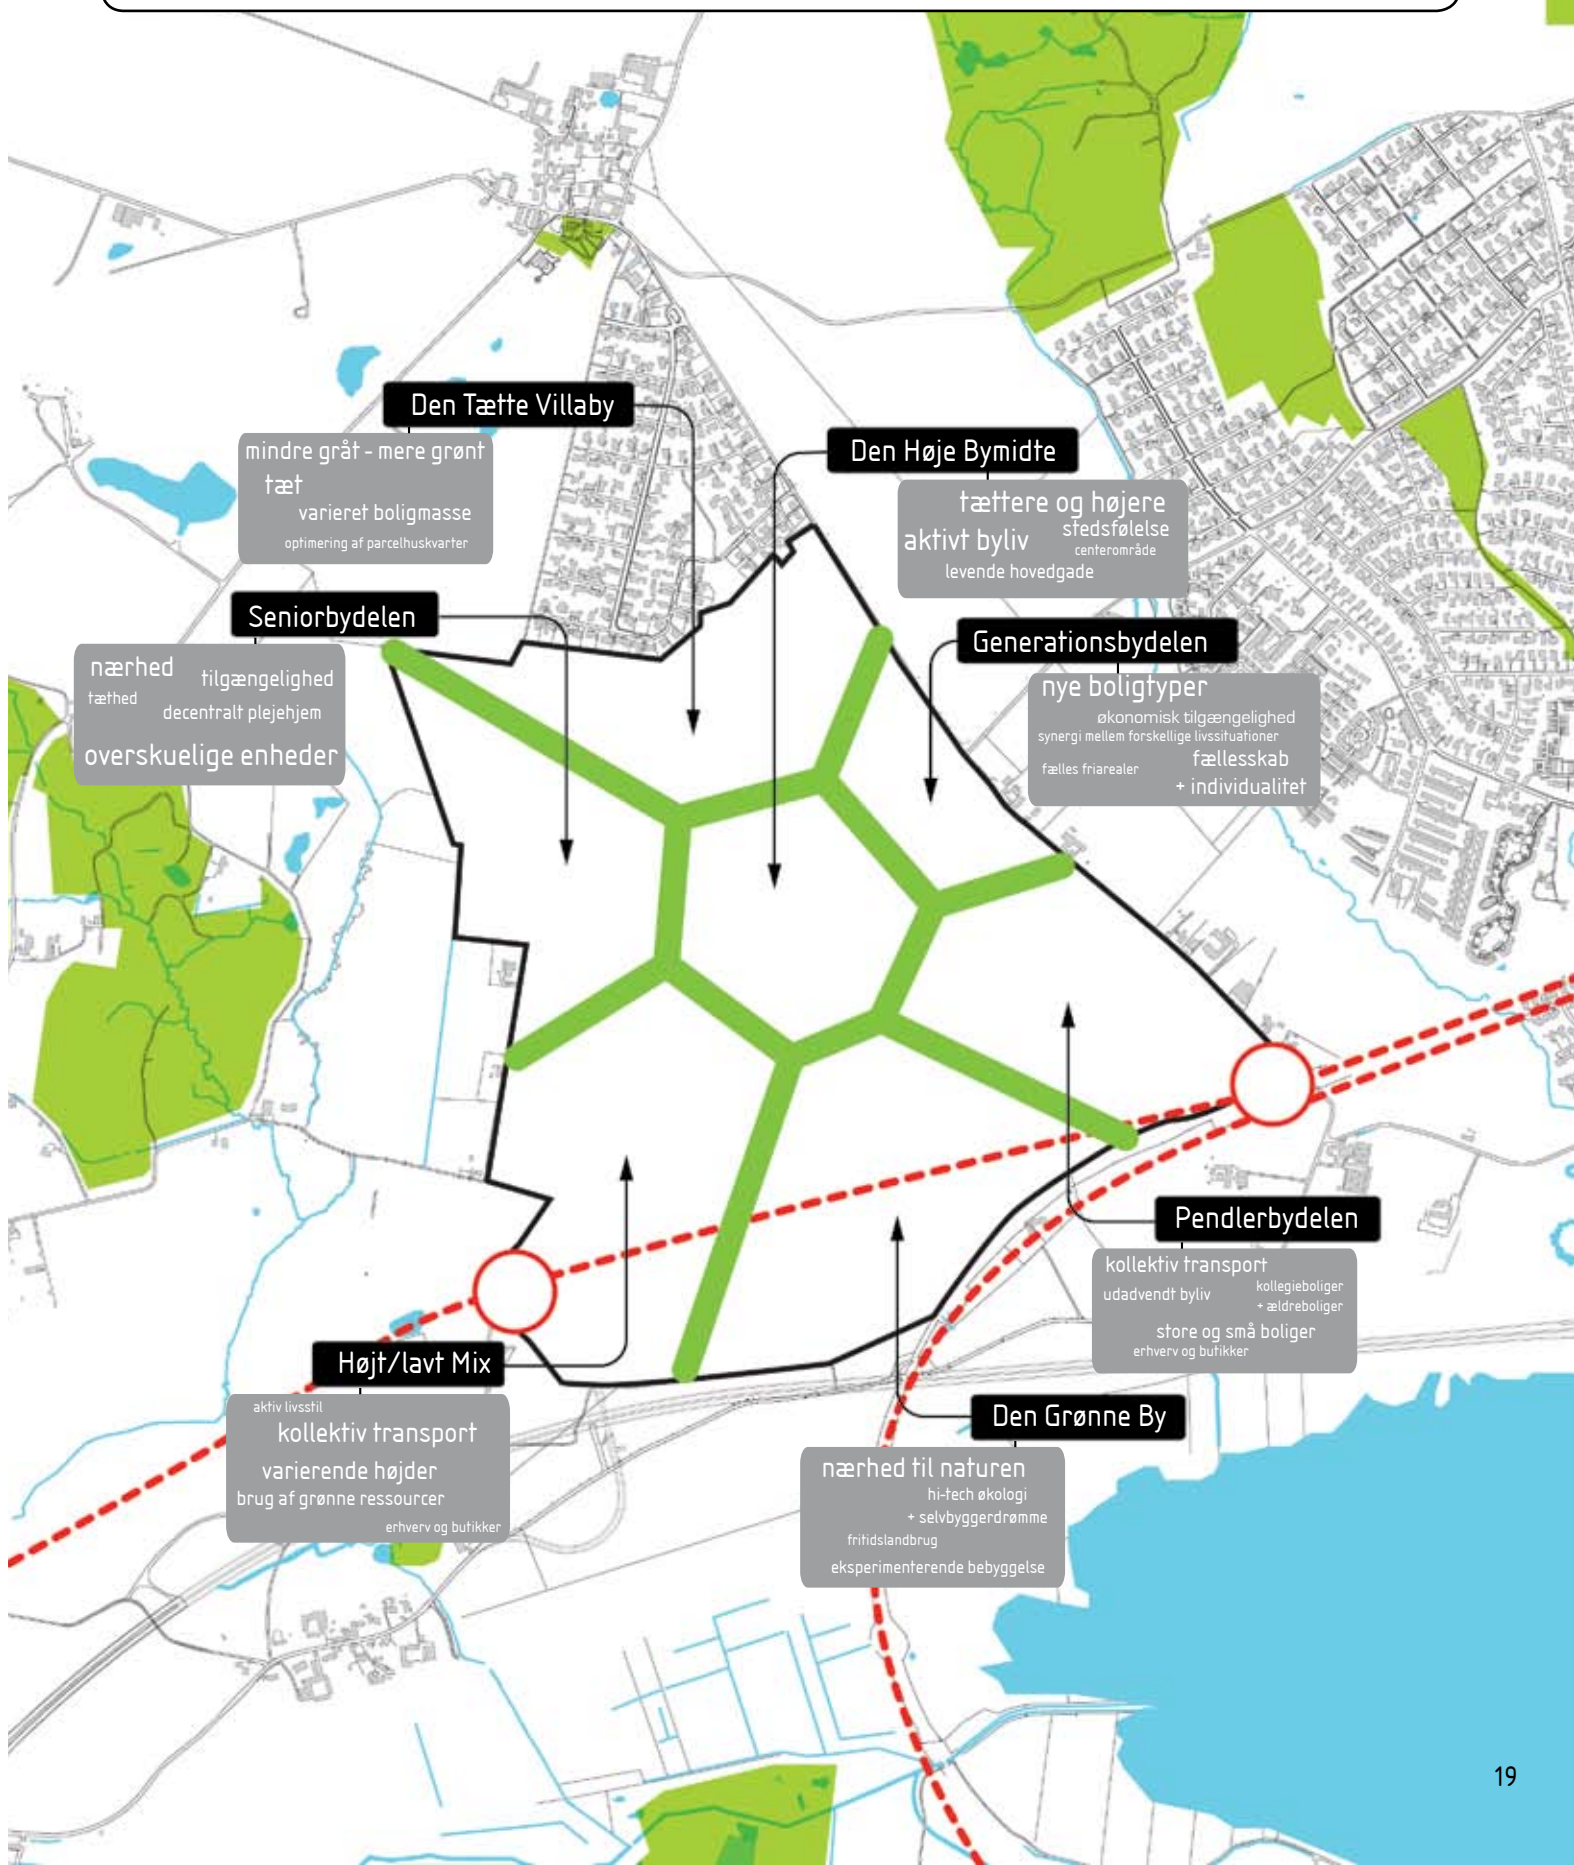 Den Tætte Villaby
mindre gråt - mere grønt
tæt
varieret boligmasse
optimering af parcelhuskvarter
Den Høje Bymidte
tættere og højere
aktivt byliv
stedsfølelse
centerområde
levende hovedgade
Seniorbydelen
nærhed
tilgængelighed
tæthed
decentralt plejehjem
overskuelige enheder
Generationsbydelen
nye boligtyper
økonomisk tilgængelighed
synergi mellem forskellige livssituationer
fælles friarealer
fællesskab
+ individualitet
Pendlerbydelen
kollektiv transport
udadvendt byliv
kollegieboliger
+ ældreboliger
store og små boliger
erhverv og butikker
Højt/lavt Mix
aktiv livsstil
kollektiv transport
varierende højder
brug af grønne ressourcer
erhverv og butikker
Den Grønne By
nærhed til naturen
hi-tech økologi
+ selvbyggerdrømme
fritidslandbrug
eksperimenterende bebyggelse
19